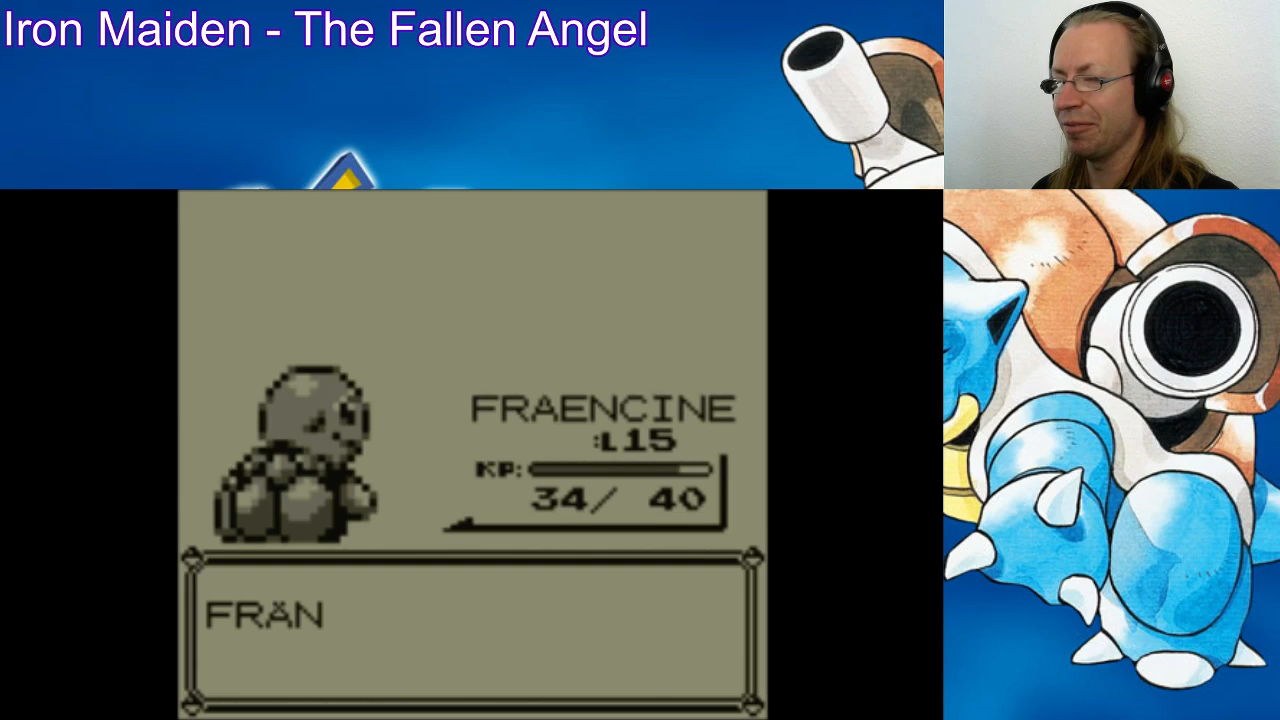 Iron Maiden - The Fallen Angel
FRAENCINE
:L15
KP:
34/ 40
FRÄN